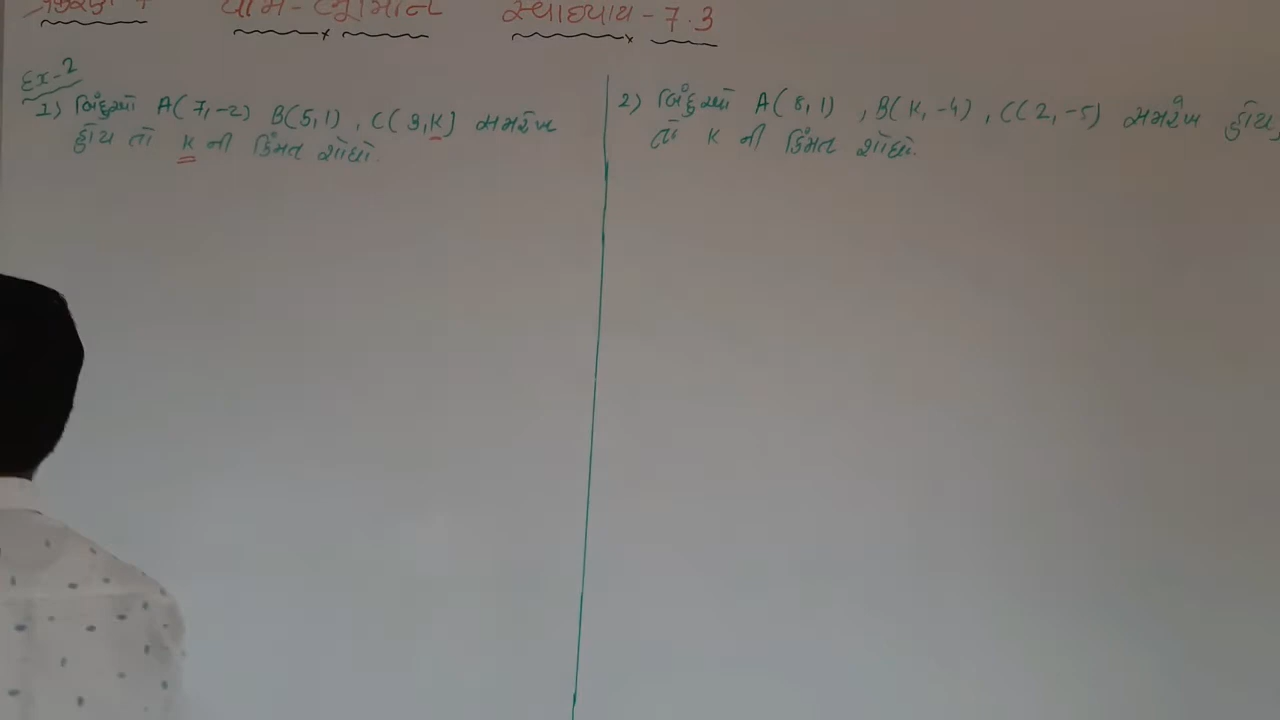 યામ-ભૂમિતિ સ્વાધ્યાય - 7.3
Ex-2
1) બિંદુઓ A(7,-2) B(5,1), C(3,K) સમરેખ
હોય તો K ની કિંમત શોધો.
2) બિંદુઓ A(8,1), B(K,-4), C(2,-5) સમરેખ હોય,
તો K ની કિંમત શોધો.